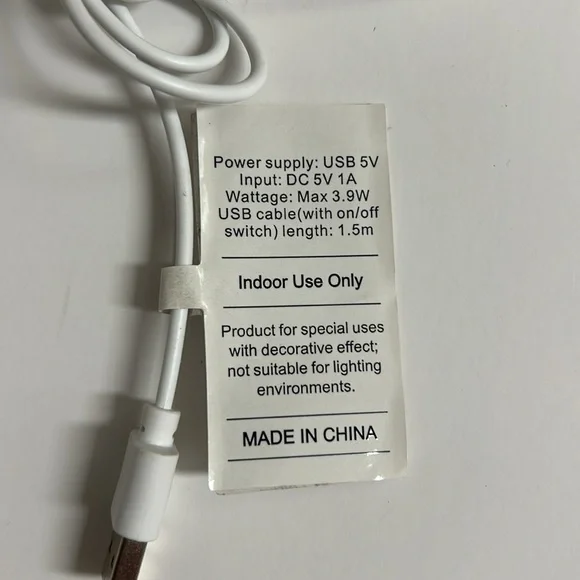 Power supply: USB 5V
Input: DC 5V 1A
Wattage: Max 3.9W
USB cable(with on/off
switch) length: 1.5m
Indoor Use Only
Product for special uses
with decorative effect;
not suitable for lighting
environments.
MADE IN CHINA